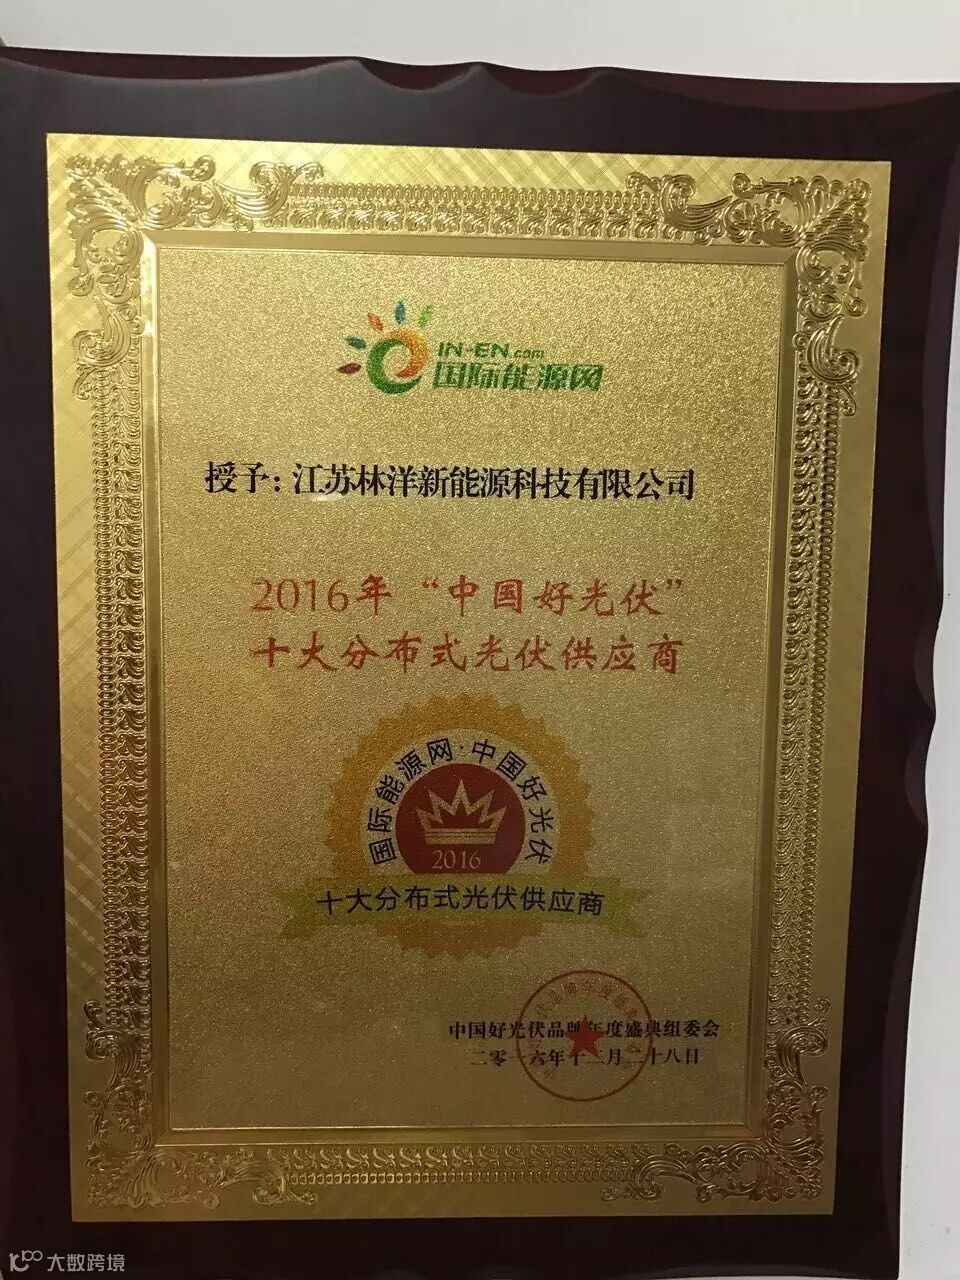 IN-EN.com
国际能源网
授予：江苏林洋新能源科技有限公司
2016年“中国好光伏”
十大分布式光伏供应商
国际能源网·中国好光伏
2016
十大分布式光伏供应商
中国好光伏品牌年度盛典组委会
二零一六年十二月二十八日
大数跨境